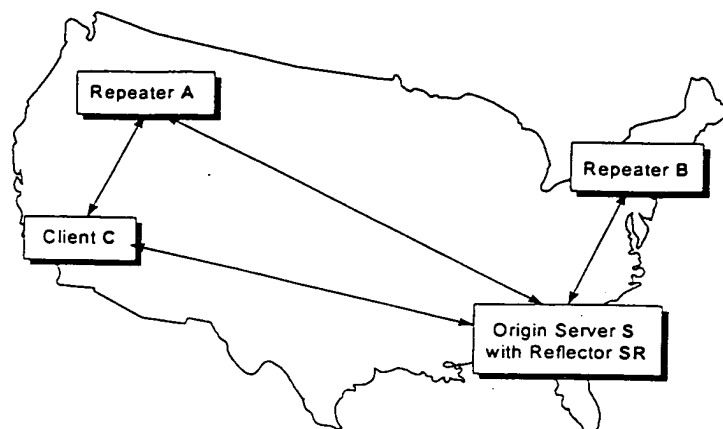 Repeater A
Repeater B
Client C
Origin Server S
with Reflector SR